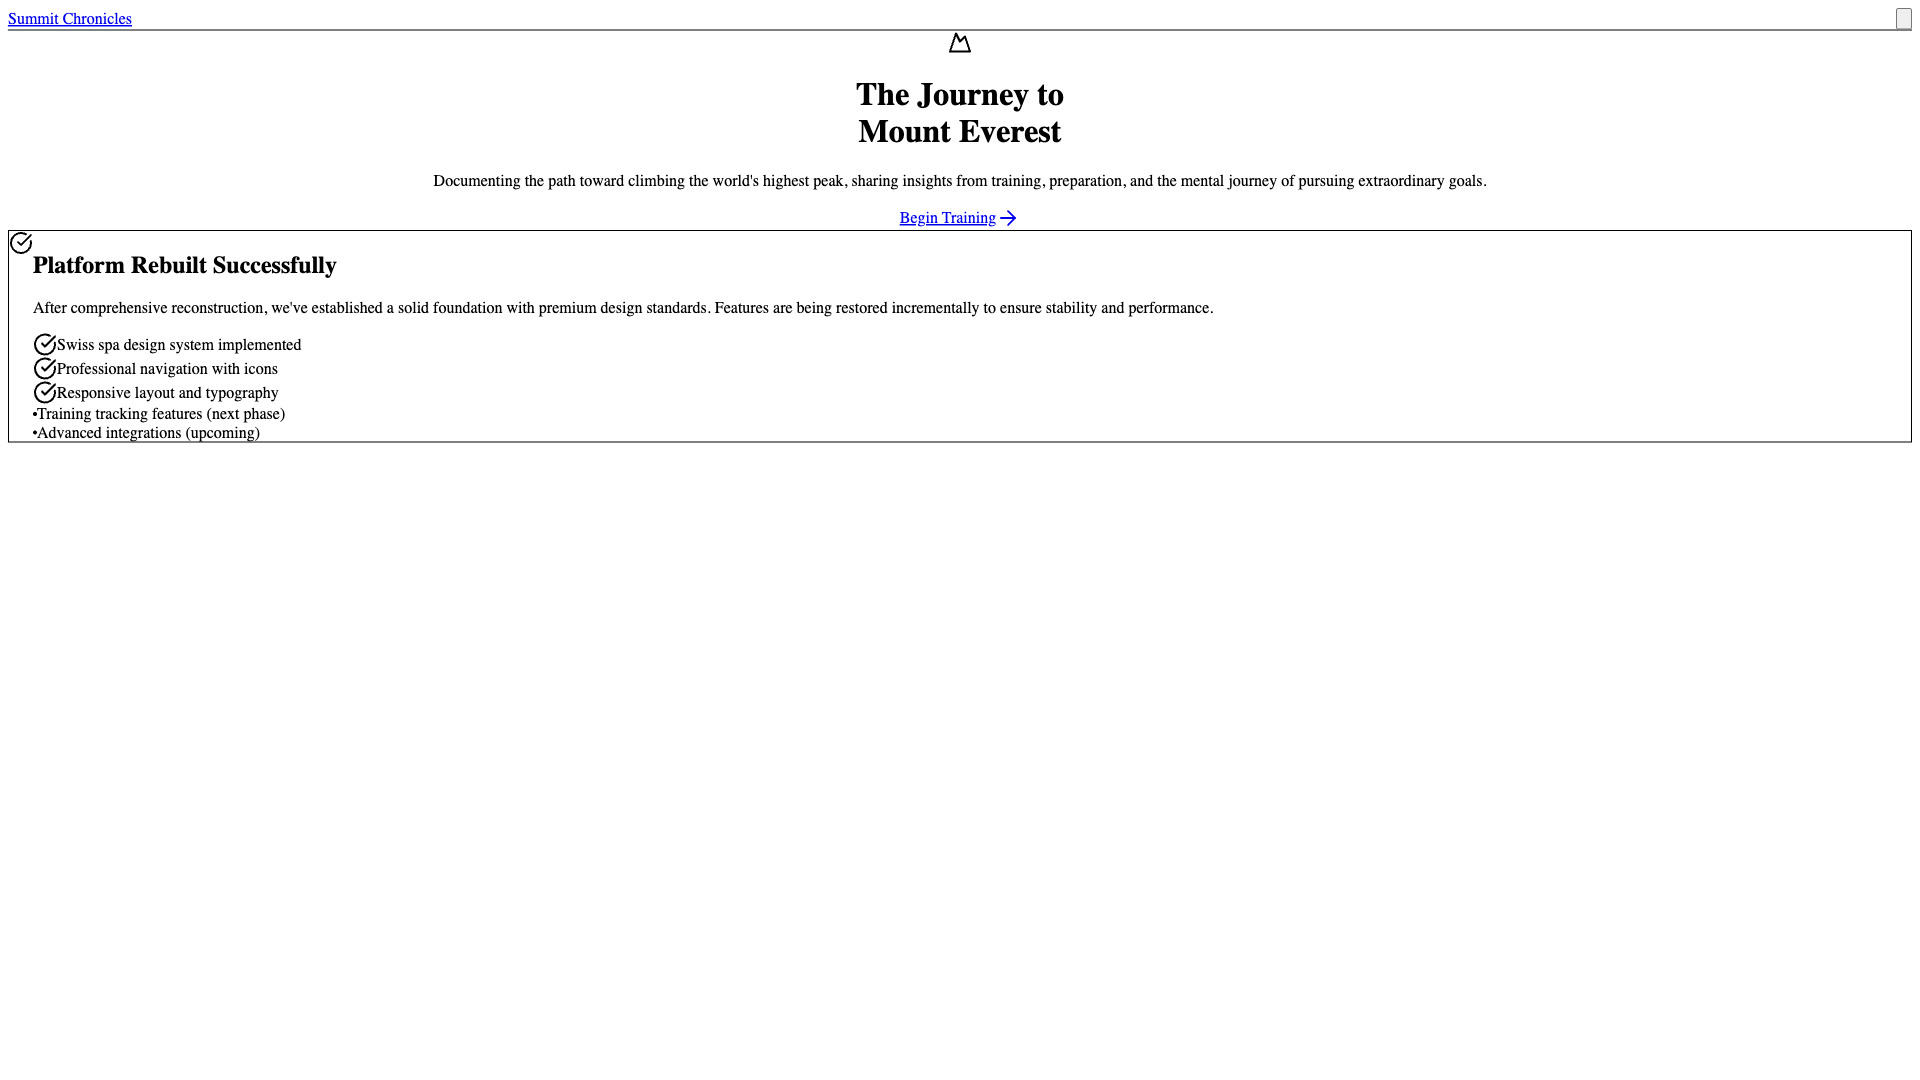 Summit Chronicles
The Journey to
Mount Everest
Documenting the path toward climbing the world's highest peak, sharing insights from training, preparation, and the mental journey of pursuing extraordinary goals.
Begin Training
Platform Rebuilt Successfully
After comprehensive reconstruction, we've established a solid foundation with premium design standards. Features are being restored incrementally to ensure stability and performance.
Swiss spa design system implemented
Professional navigation with icons
Responsive layout and typography
•Training tracking features (next phase)
•Advanced integrations (upcoming)